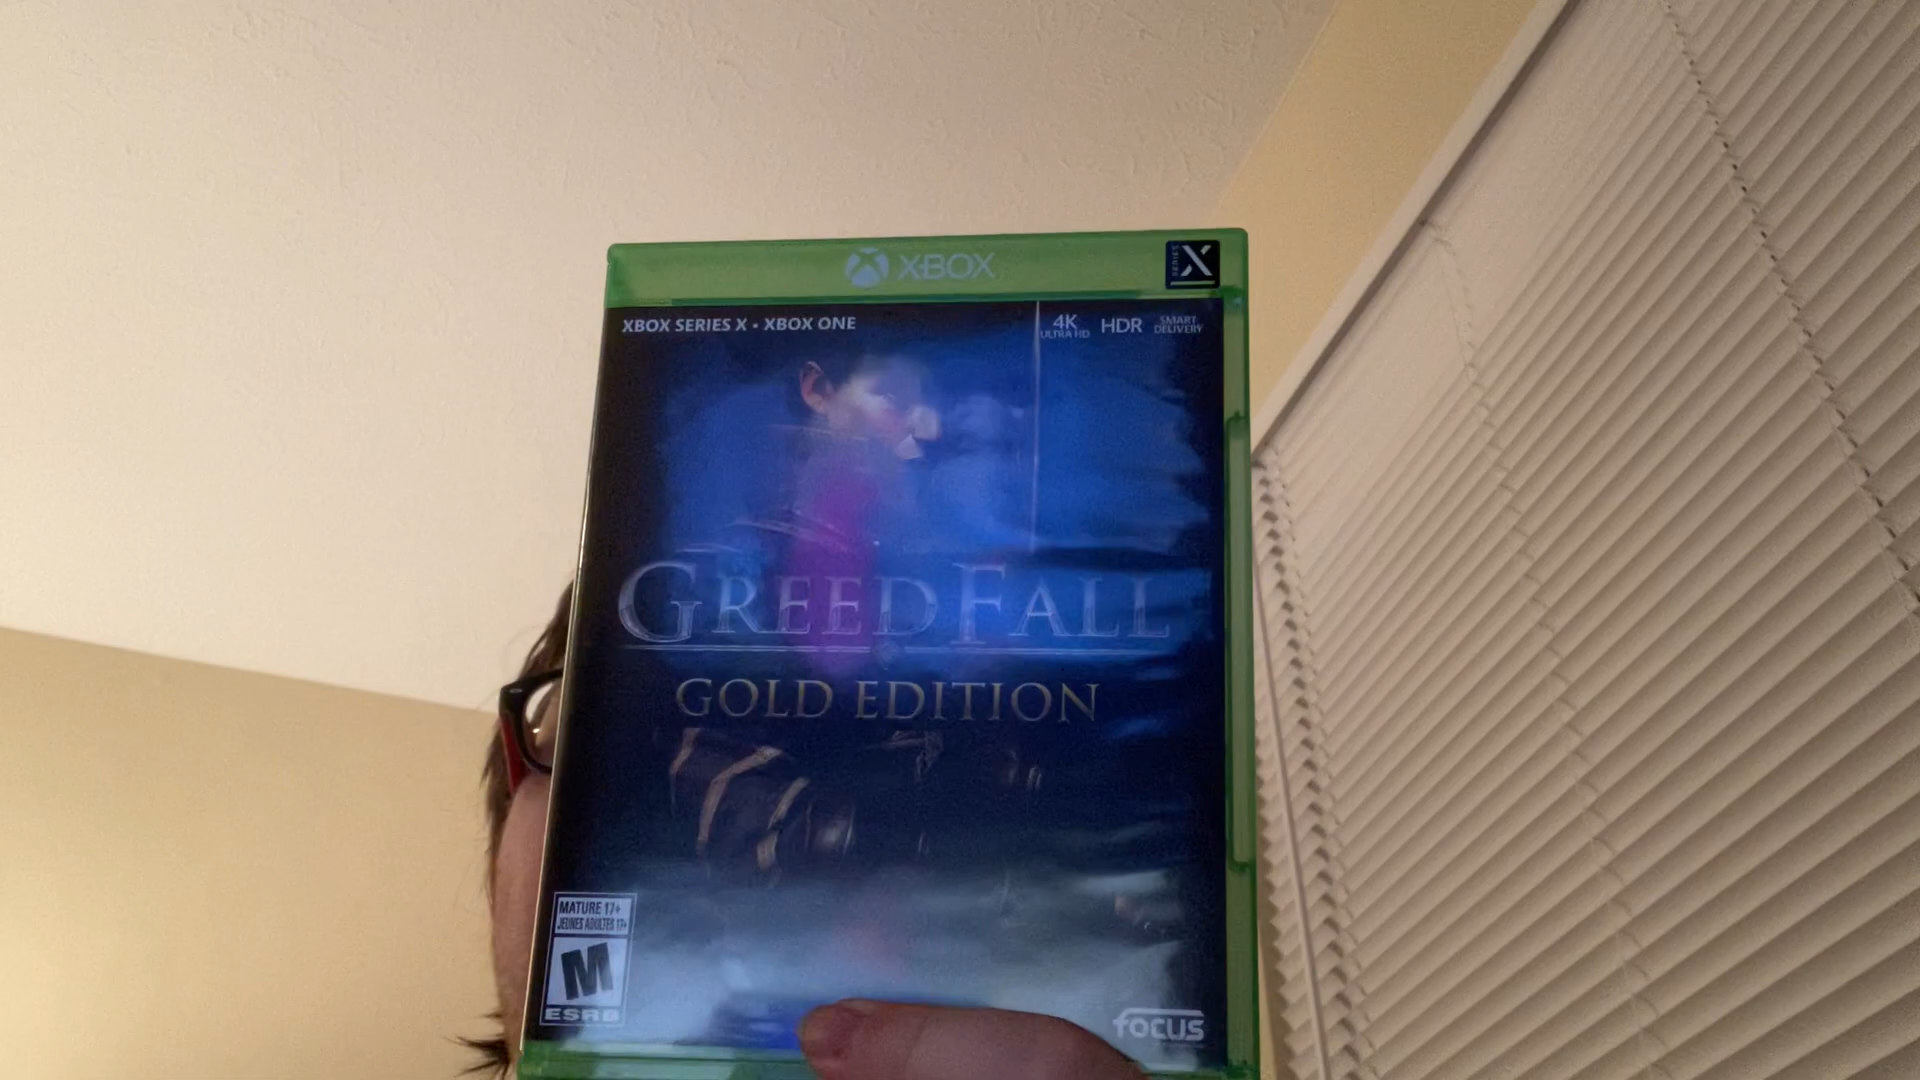 XBOX
SERIES X
XBOX SERIES X • XBOX ONE
4K
ULTRA HD
HDR
SMART
DELIVERY
GREEDFALL
GOLD EDITION
MATURE 17+
JEUNES ADULTES 17+
M
ESRB
FOCUS